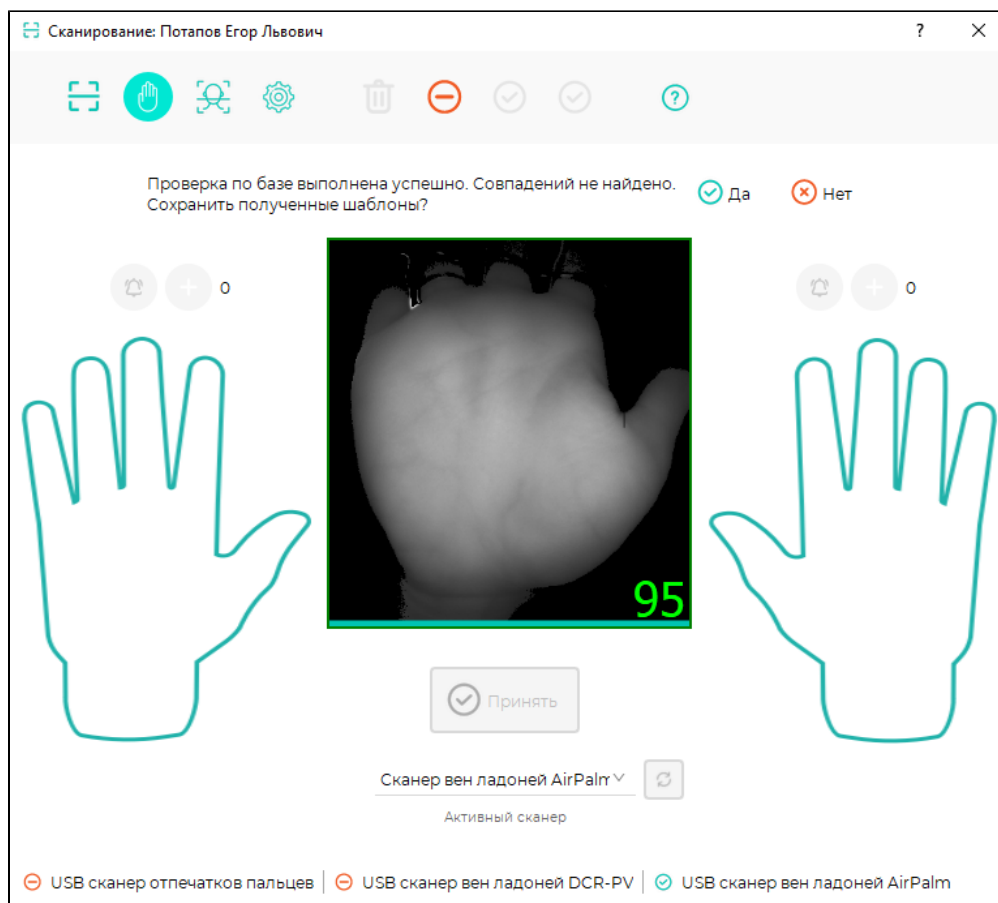 Сканирование: Потапов Егор Львович
?
?
Проверка по базе выполнена успешно. Совпадений не найдено.
Сохранить полученные шаблоны?
Да
Нет
0
0
95
Принять
Сканер вен ладоней AirPalm
Активный сканер
USB сканер отпечатков пальцев
USB сканер вен ладоней DCR-PV
USB сканер вен ладоней AirPalm